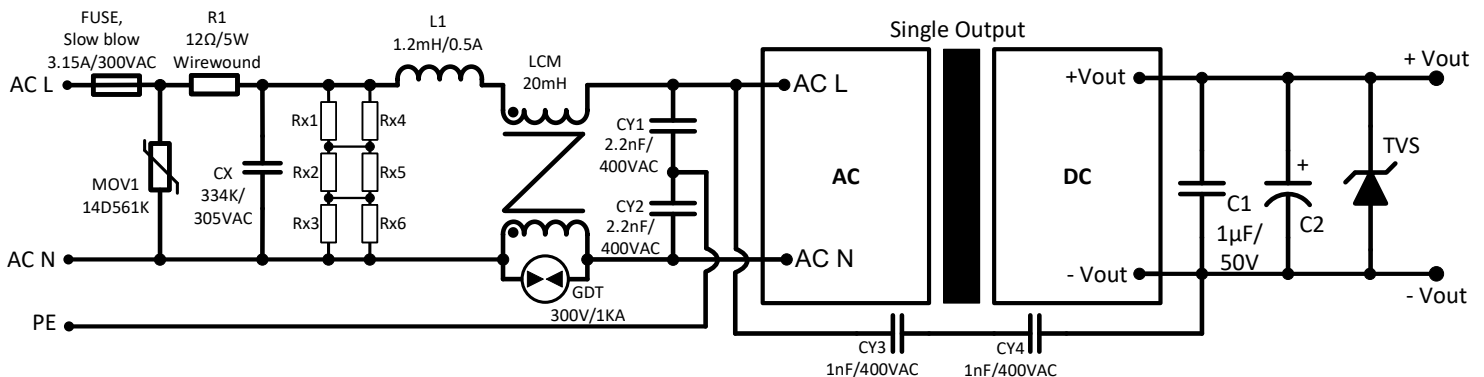 FUSE,
Slow blow
3.15A/300VAC
R1
12Ω/5W
Wirewound
L1
1.2mH/0.5A
LCM
20mH
Single Output
AC L
AC L
+Vout
+ Vout
Rx1
Rx4
CY1
2.2nF/
400VAC
TVS
MOV1
14D561K
CX
334K/
305VAC
Rx2
Rx5
AC
DC
+
C1
1µF/
50V
C2
Rx3
Rx6
CY2
2.2nF/
400VAC
AC N
AC N
- Vout
- Vout
GDT
300V/1KA
PE
CY3
1nF/400VAC
CY4
1nF/400VAC